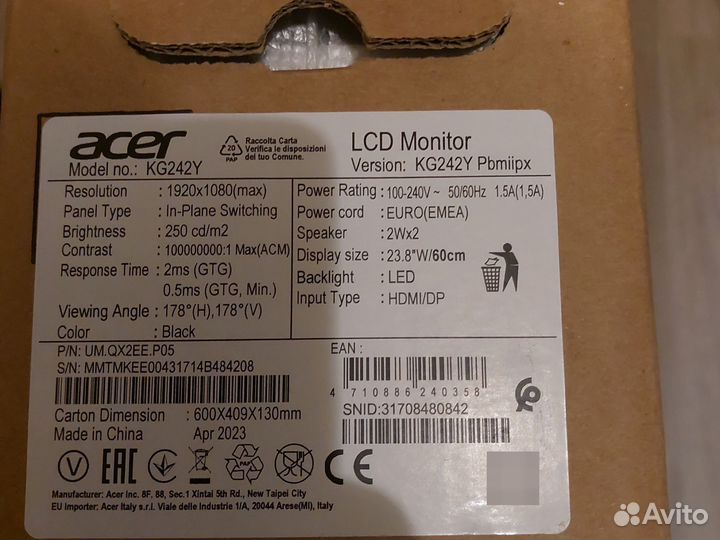 acer
Model no.: KG242Y
20
PAP
Raccolta Carta
Verifica le disposizioni
del tuo Comune.
LCD Monitor
Version: KG242Y Pbmiipx
Resolution : 1920x1080(max)
Panel Type : In-Plane Switching
Brightness : 250 cd/m2
Contrast : 100000000:1 Max(ACM)
Response Time : 2ms (GTG)
0.5ms (GTG, Min.)
Viewing Angle : 178°(H),178°(V)
Color : Black
Power Rating : 100-240V ~ 50/60Hz 1.5A(1,5A)
Power cord : EURO(EMEA)
Speaker : 2Wx2
Display size : 23.8"W/60cm
Backlight : LED
Input Type : HDMI/DP
P/N: UM.QX2EE.P05
S/N: MMTMKEE00431714B484208
EAN :
4 710886 240358
SNID:31708480842
Carton Dimension : 600X409X130mm
Made in China Apr 2023
V EAC CE
PAP
Manufacturer: Acer Inc. 8F, 88, Sec.1 Xintai 5th Rd., New Taipei City
EU Importer: Acer Italy s.r.l. Viale delle Industrie 1/A, 20044 Arese(MI), Italy
Avito